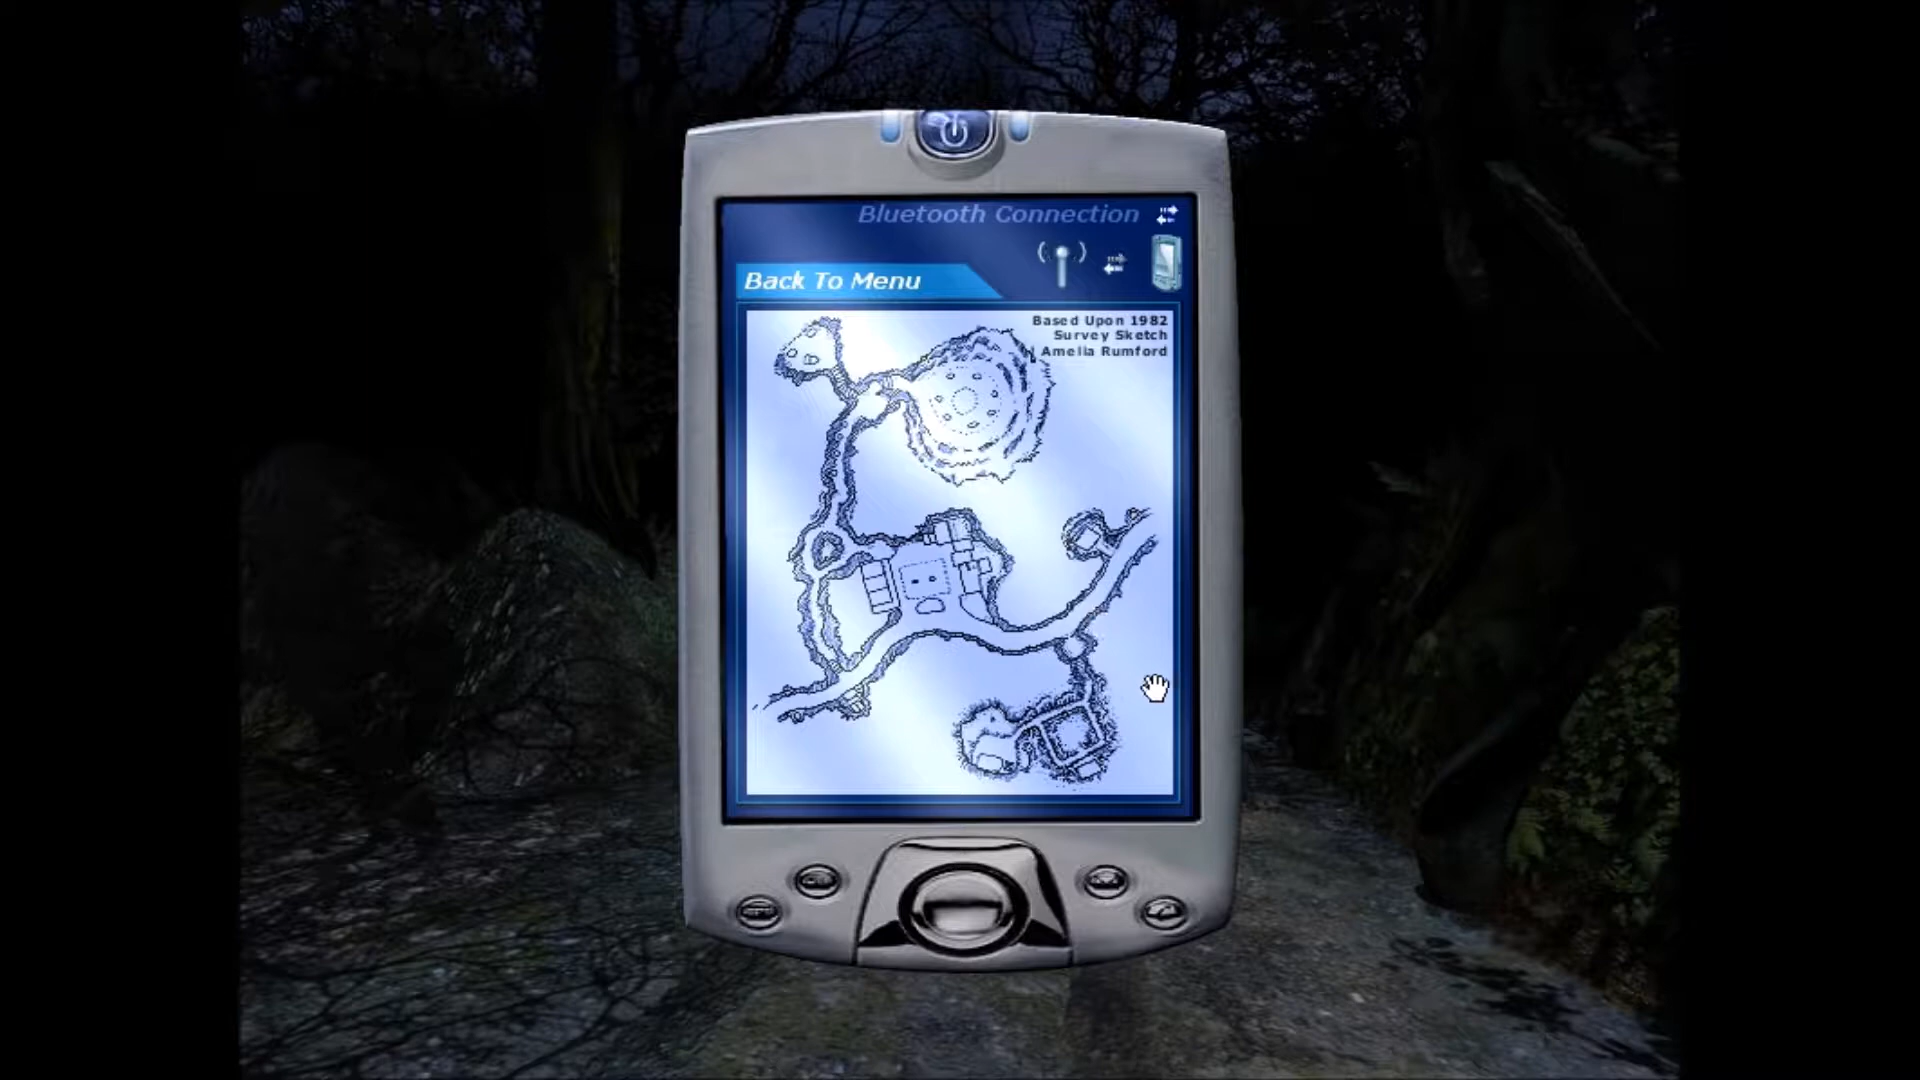 Bluetooth Connection
Back To Menu
Based Upon 1982
Survey Sketch
Amelia Rumford